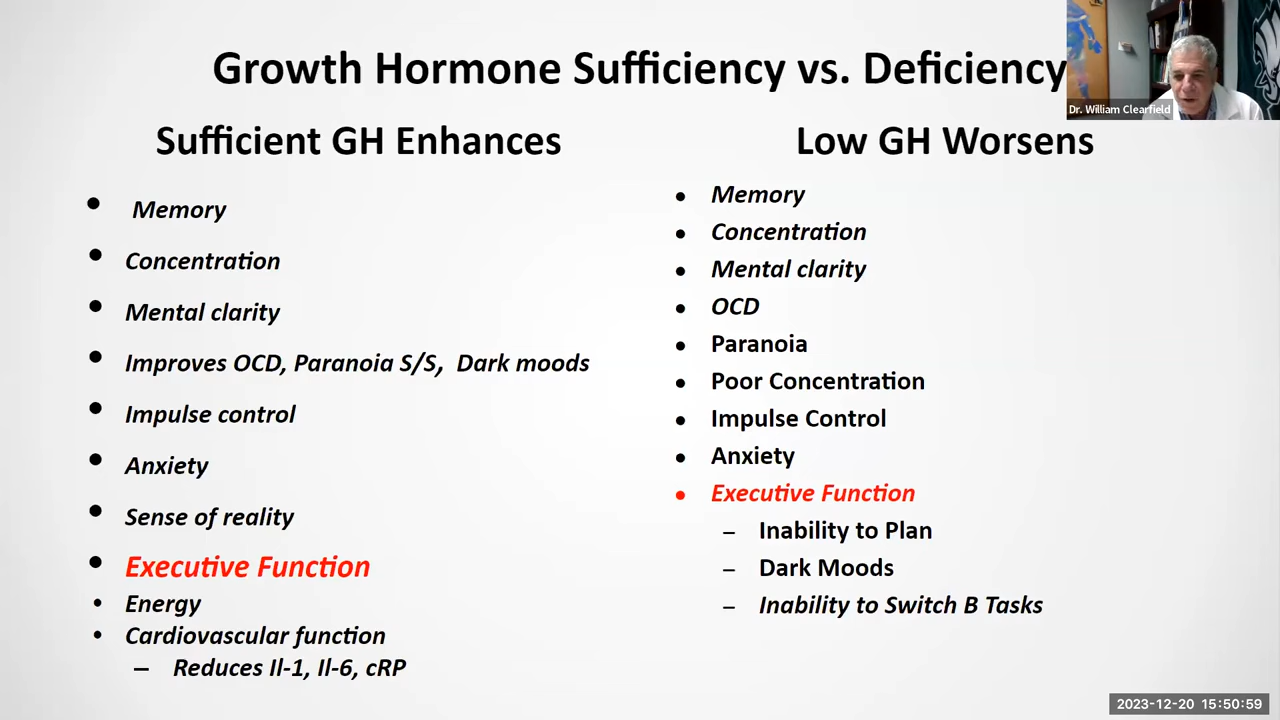 Growth Hormone Sufficiency vs. Deficiency
Dr. William Clearfield
Sufficient GH Enhances
• Memory
• Concentration
• Mental clarity
• Improves OCD, Paranoia S/S, Dark moods
• Impulse control
• Anxiety
• Sense of reality
• Executive Function
• Energy
• Cardiovascular function
– Reduces Il-1, Il-6, cRP
Low GH Worsens
• Memory
• Concentration
• Mental clarity
• OCD
• Paranoia
• Poor Concentration
• Impulse Control
• Anxiety
• Executive Function
– Inability to Plan
– Dark Moods
– Inability to Switch B Tasks
2023-12-20 15:50:59